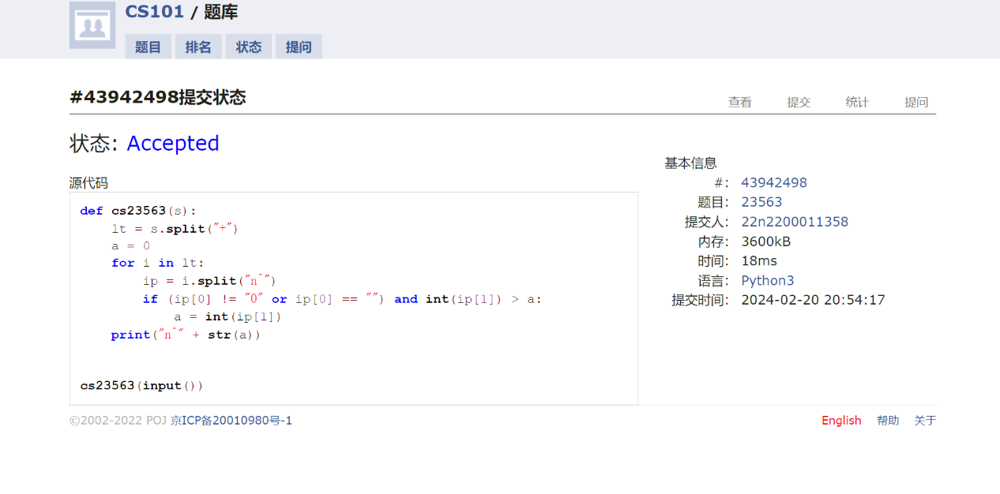 CS101 / 题库
题目 排名 状态 提问
#43942498提交状态
查看 提交 统计 提问
状态: Accepted
源代码
def cs23563(s):
    lt = s.split("+")
    a = 0
    for i in lt:
        ip = i.split("n^")
        if (ip[0] != "0" or ip[0] == "") and int(ip[1]) > a:
            a = int(ip[1])
    print("n^" + str(a))
cs23563(input())
基本信息
#: 43942498
题目: 23563
提交人: 22n2200011358
内存: 3600kB
时间: 18ms
语言: Python3
提交时间: 2024-02-20 20:54:17
©2002-2022 POJ 京ICP备20010980号-1
English 帮助 关于